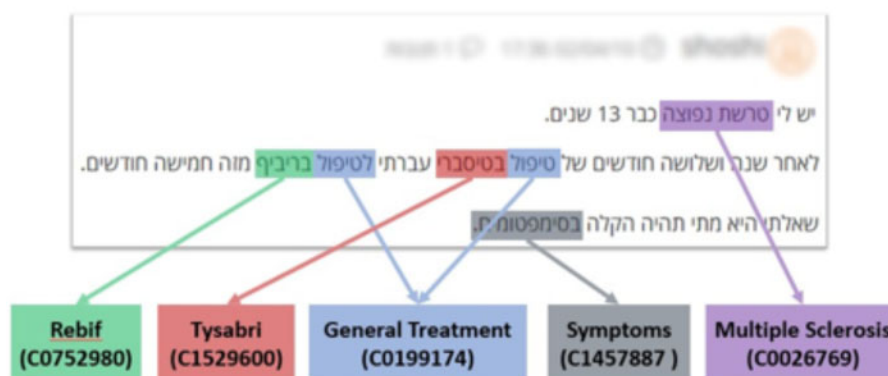 shoshi
יש לי טרשת נפוצה כבר 13 שנים.
לאחר שנה ושלושה חודשים של טיפול בטיסברי עברתי לטיפול בריביף מזה חמישה חודשים.
שאלתי היא מתי תהיה הקלה בסימפטומים.
Rebif
(C0752980)
Tysabri
(C1529600)
General Treatment
(C0199174)
Symptoms
(C1457887 )
Multiple Sclerosis
(C0026769)